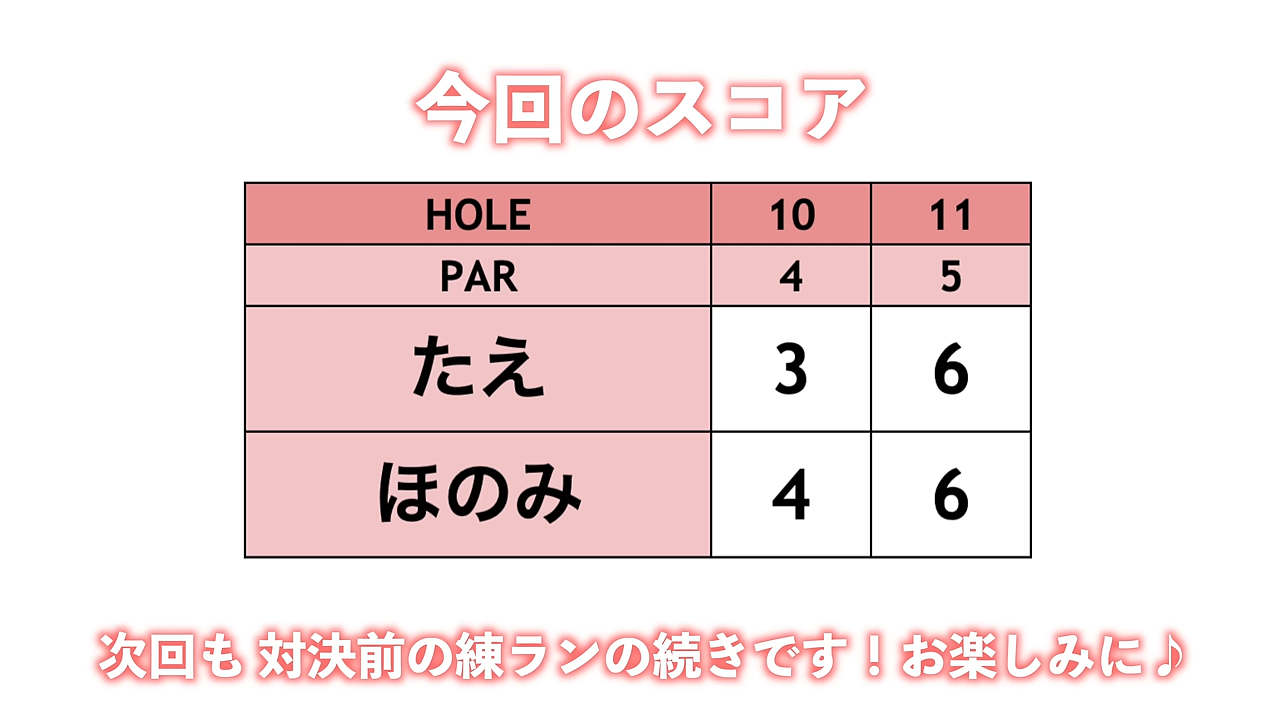 今回のスコア
HOLE 10 11
PAR 4 5
たえ 3 6
ほのみ 4 6
次回も 対決前の練ランの続きです！お楽しみに♪